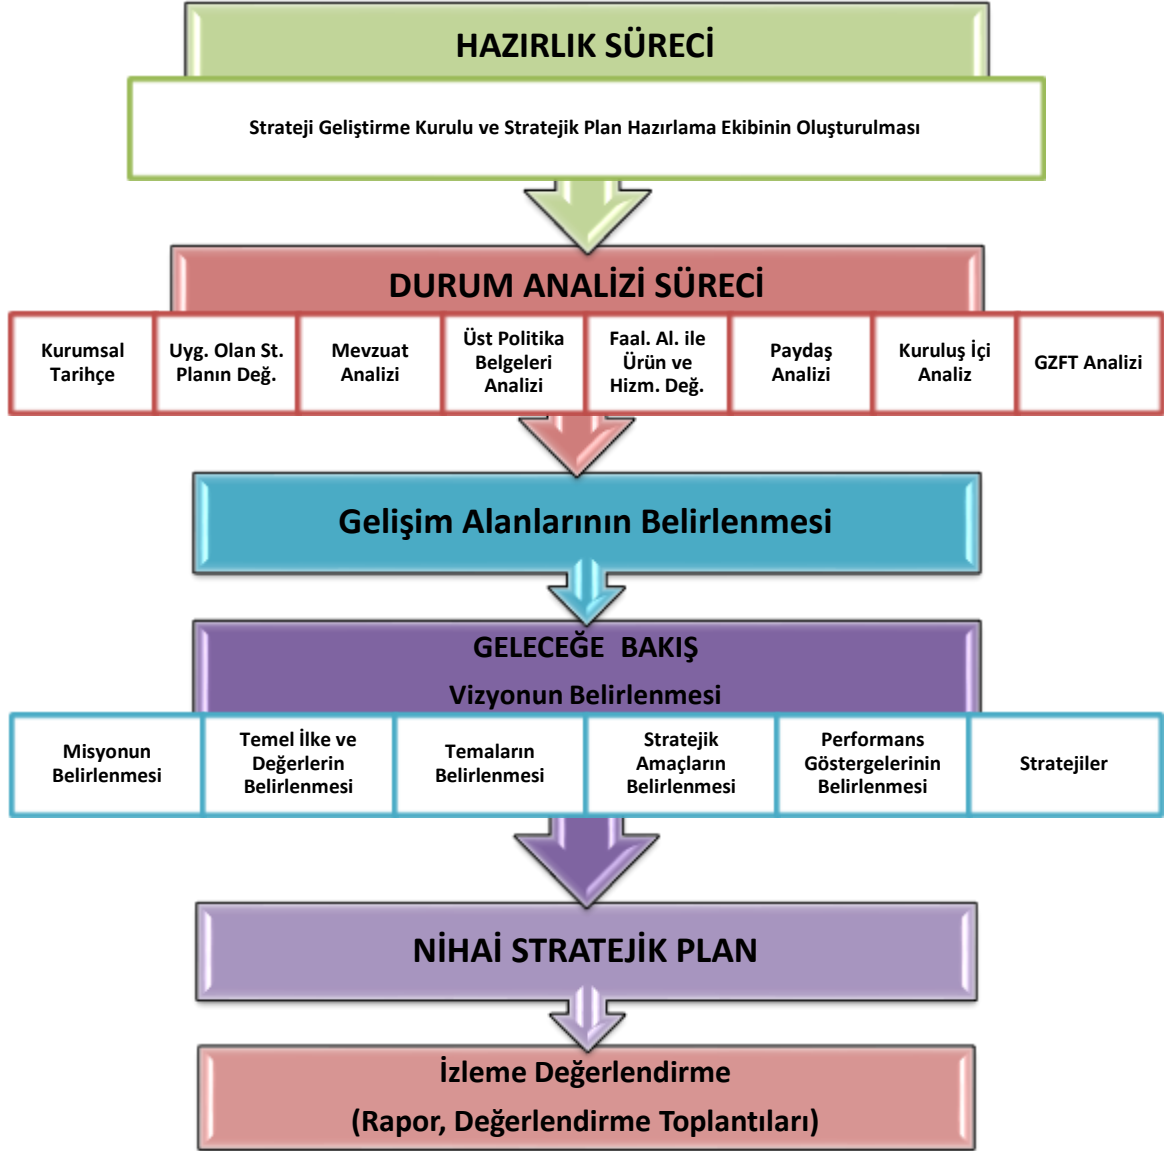 HAZIRLIK SÜRECİ
Strateji Geliştirme Kurulu ve Stratejik Plan Hazırlama Ekibinin Oluşturulması
DURUM ANALİZİ SÜRECİ
Kurumsal
Tarihçe
Uyg. Olan St.
Planın Değ.
Mevzuat
Analizi
Üst Politika
Belgeleri
Analizi
Faal. Al. ile
Ürün ve
Hizm. Değ.
Paydaş
Analizi
Kuruluş İçi
Analiz
GZFT Analizi
Gelişim Alanlarının Belirlenmesi
GELECEĞE  BAKIŞ
Vizyonun Belirlenmesi
Misyonun
Belirlenmesi
Temel İlke ve
Değerlerin
Belirlenmesi
Temaların
Belirlenmesi
Stratejik
Amaçların
Belirlenmesi
Performans
Göstergelerinin
Belirlenmesi
Stratejiler
NİHAİ STRATEJİK PLAN
İzleme Değerlendirme
(Rapor, Değerlendirme Toplantıları)